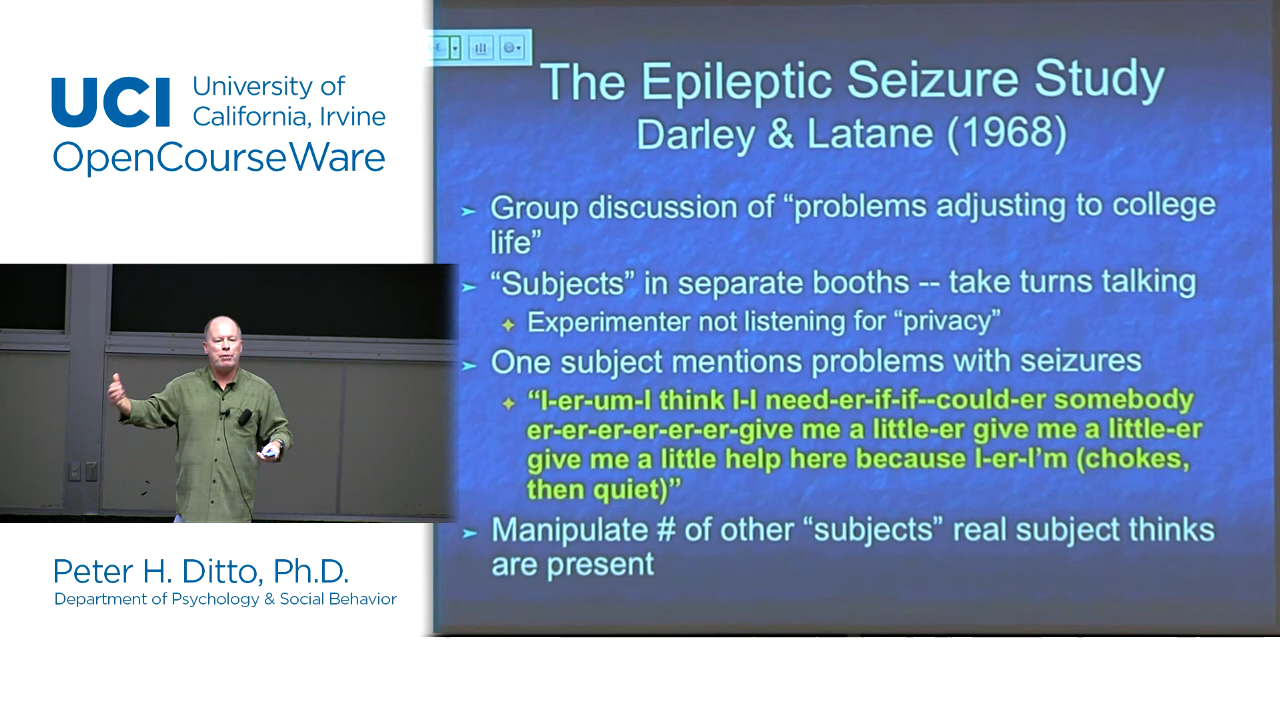 UCI University of
California, Irvine
OpenCourseWare
The Epileptic Seizure Study
Darley & Latane (1968)
Group discussion of “problems adjusting to college
life”
“Subjects” in separate booths -- take turns talking
Experimenter not listening for “privacy”
One subject mentions problems with seizures
“I-er-um-I think I-I need-er-if-if--could-er somebody
er-er-er-er-er-er-give me a little-er give me a little-er
give me a little help here because I-er-I’m (chokes,
then quiet)”
Manipulate # of other “subjects” real subject thinks
are present
Peter H. Ditto, Ph.D.
Department of Psychology & Social Behavior